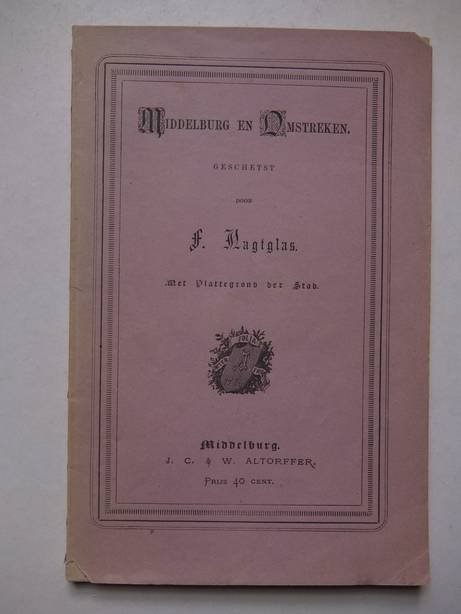 Middelburg en Omstreken,
GESCHETST
DOOR
F. Nagtglas.
Met Plattegrond der Stad.
Middelburg.
J. C. & W. ALTORFFER.
Prijs 40 cent.